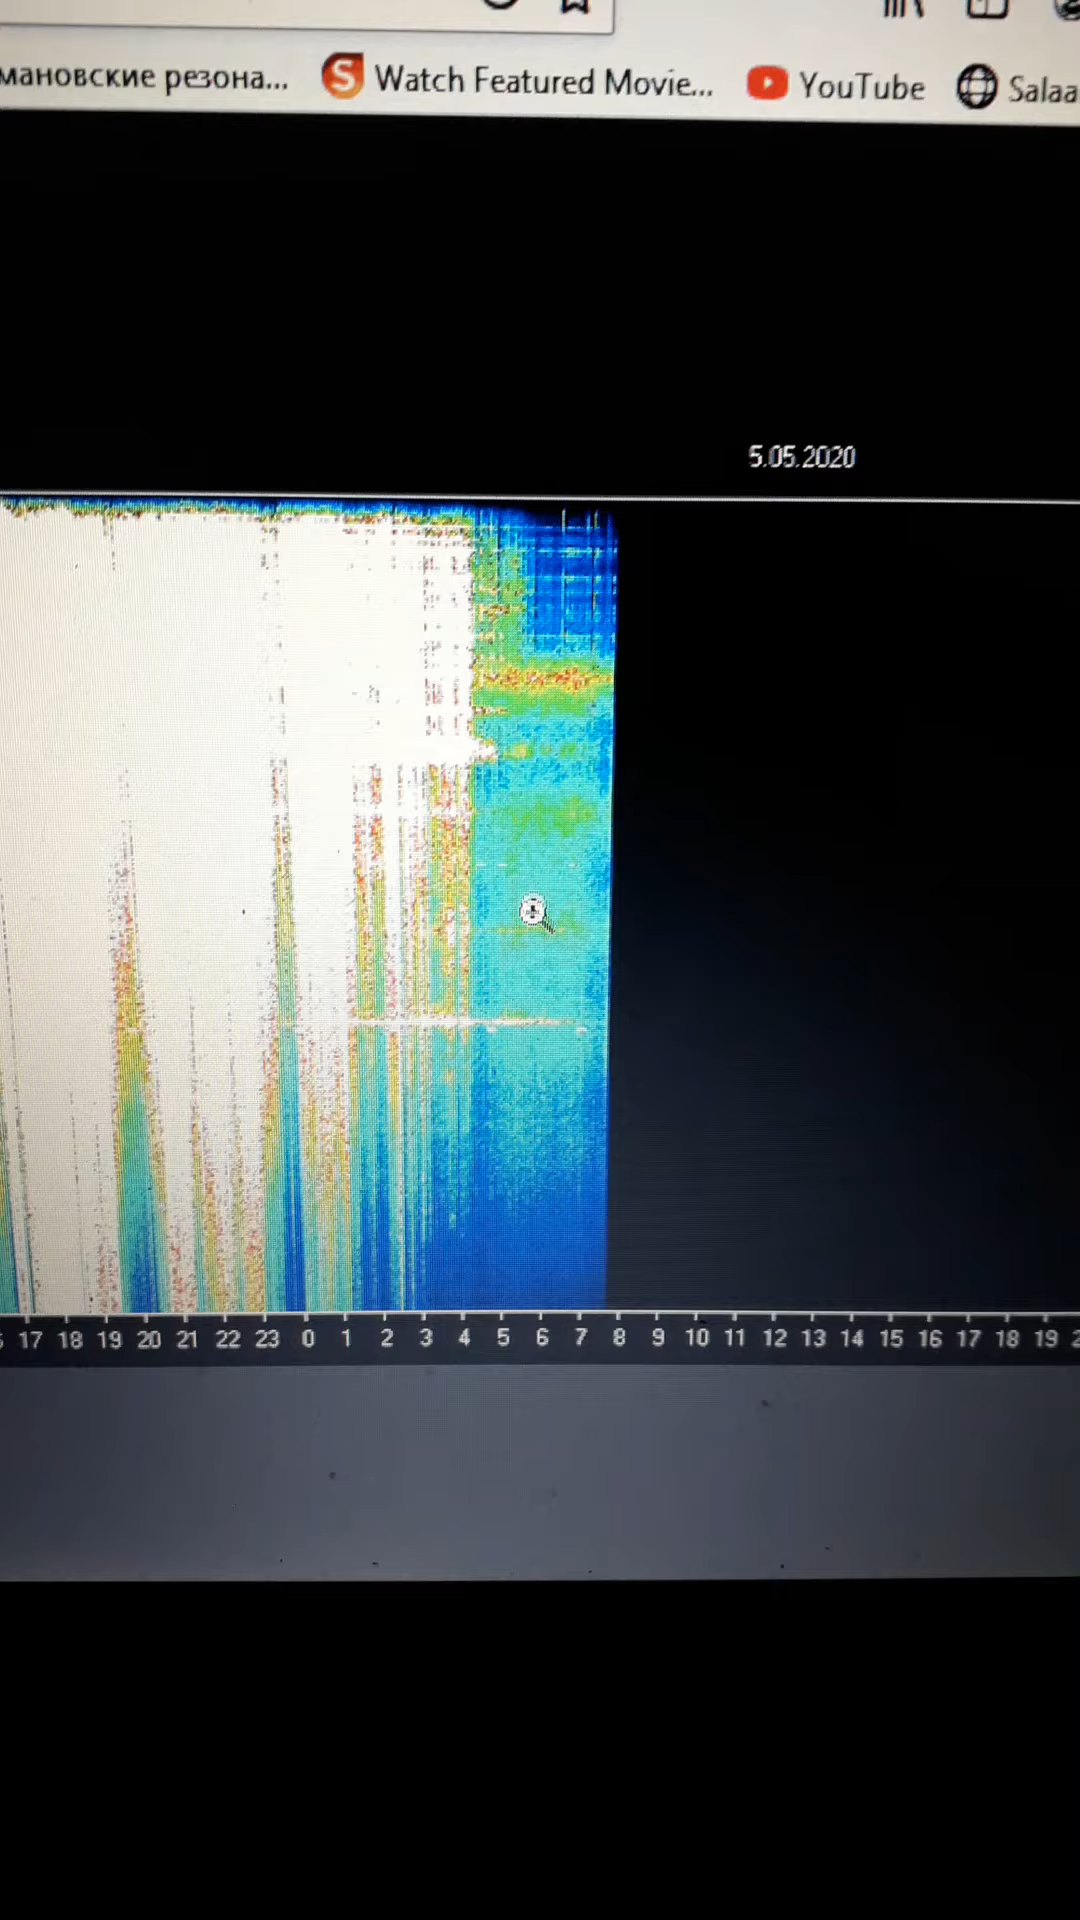 мановские резона... Watch Featured Movie... YouTube Salaa
5.05.2020
17 18 19 20 21 22 23 0 1 2 3 4 5 6 7 8 9 10 11 12 13 14 15 16 17 18 19